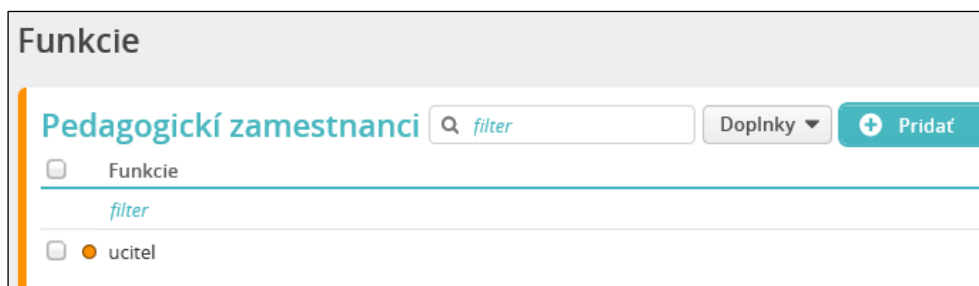 Funkcie
Pedagogickí zamestnanci filter Doplnky Pridať
Funkcie
filter
ucitel